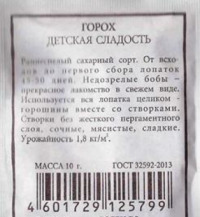 ГОРОХ
ДЕТСКАЯ СЛАДОСТЬ
Раннеспелый сахарный сорт. От всхо-
дов до первого сбора лопаток
45-50 дней. Недозрелые бобы –
прекрасное лакомство в свежем виде.
Используется вся лопатка целиком -
горошины вместе со створками.
Створки без жесткого пергаментного
слоя, сочные, мясистые, сладкие.
Урожайность 1,8 кг/м².
МАССА 10 г. ГОСТ 32592-2013
4 601729 125799